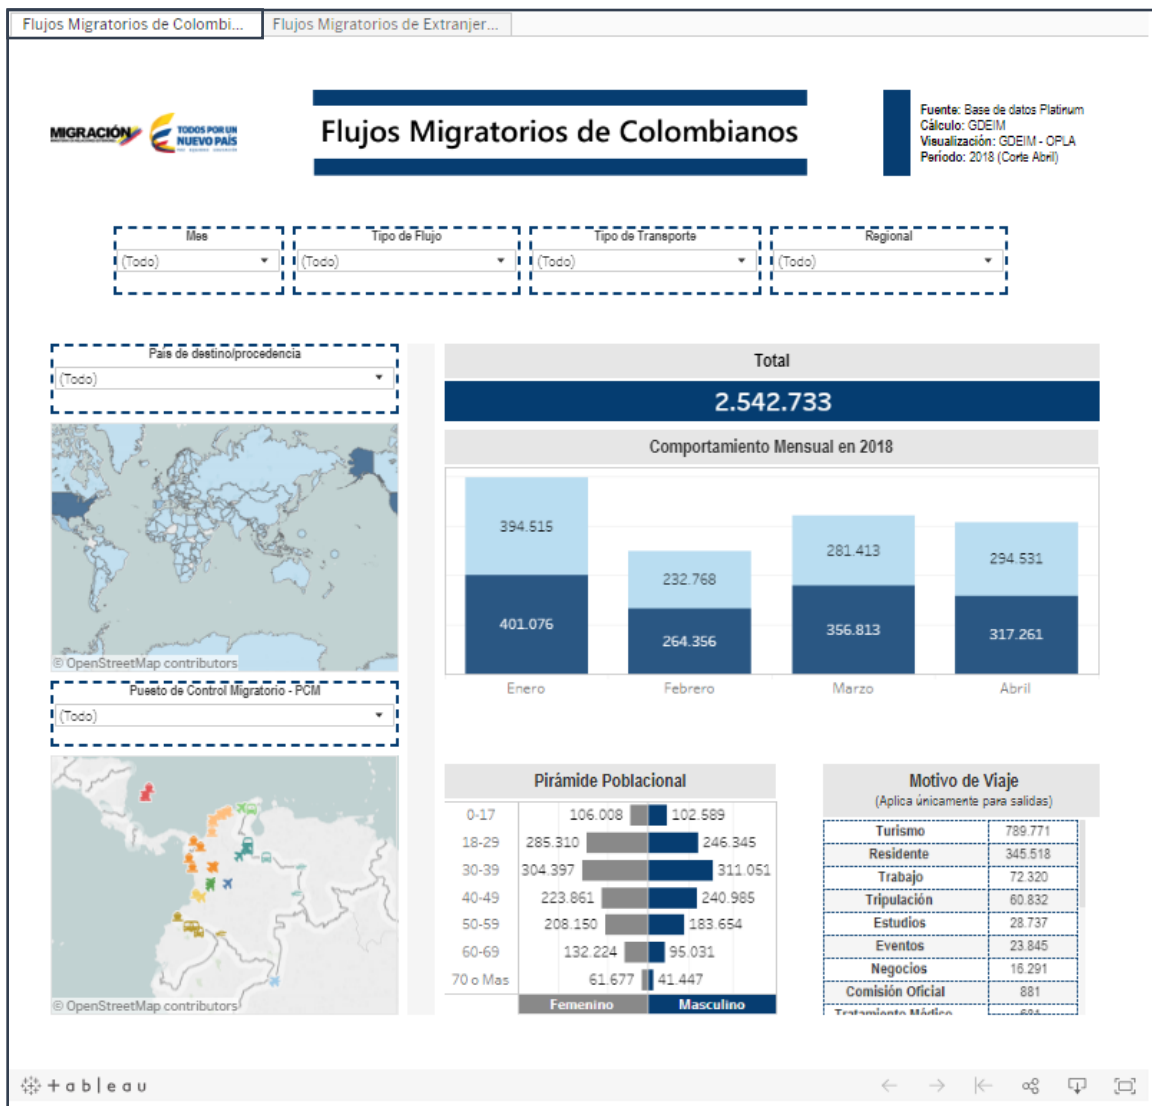 Flujos Migratorios de Colombi...
Flujos Migratorios de Extranjer...
MIGRACIÓN
TODOS POR UN
NUEVO PAÍS
Flujos Migratorios de Colombianos
Fuente: Base de datos Platinum
Cálculo: GDEIM
Visualización: GDEIM - OPLA
Período: 2018 (Corte Abril)
Mes
(Todo)
Tipo de Flujo
(Todo)
Tipo de Transporte
(Todo)
Regional
(Todo)
País de destino/procedencia
(Todo)
© OpenStreetMap contributors
Puesto de Control Migratorio - PCM
(Todo)
© OpenStreetMap contributors
Total
2.542.733
Comportamiento Mensual en 2018
394.515
232.768
281.413
294.531
401.076
264.356
356.813
317.261
Enero
Febrero
Marzo
Abril
Pirámide Poblacional
0-17 106.008 102.589
18-29 285.310 246.345
30-39 304.397 311.051
40-49 223.861 240.985
50-59 208.150 183.654
60-69 132.224 95.031
70 o Mas 61.677 41.447
Femenino Masculino
Motivo de Viaje
(Aplica únicamente para salidas)
Turismo 789.771
Residente 345.518
Trabajo 72.320
Tripulación 60.832
Estudios 28.737
Eventos 23.845
Negocios 16.291
Comisión Oficial 881
Tratamiento Médico 684
+ableau